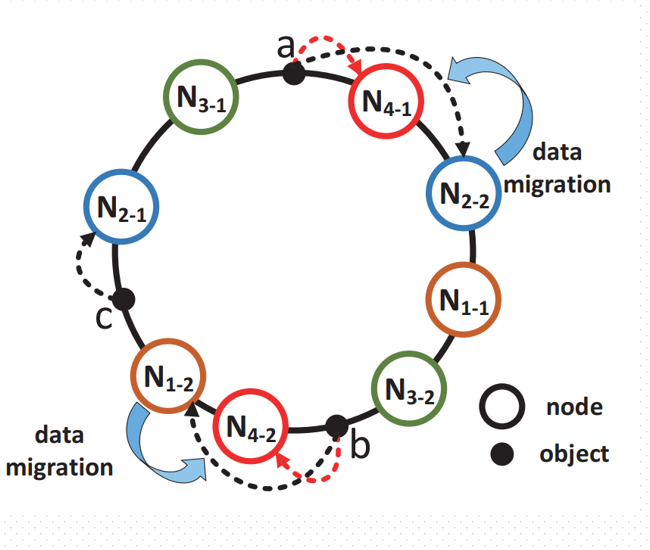 a
N3-1
N4-1
data
migration
N2-1
N2-2
N1-1
c
N1-2
N3-2
node
N4-2
b
data
migration
object